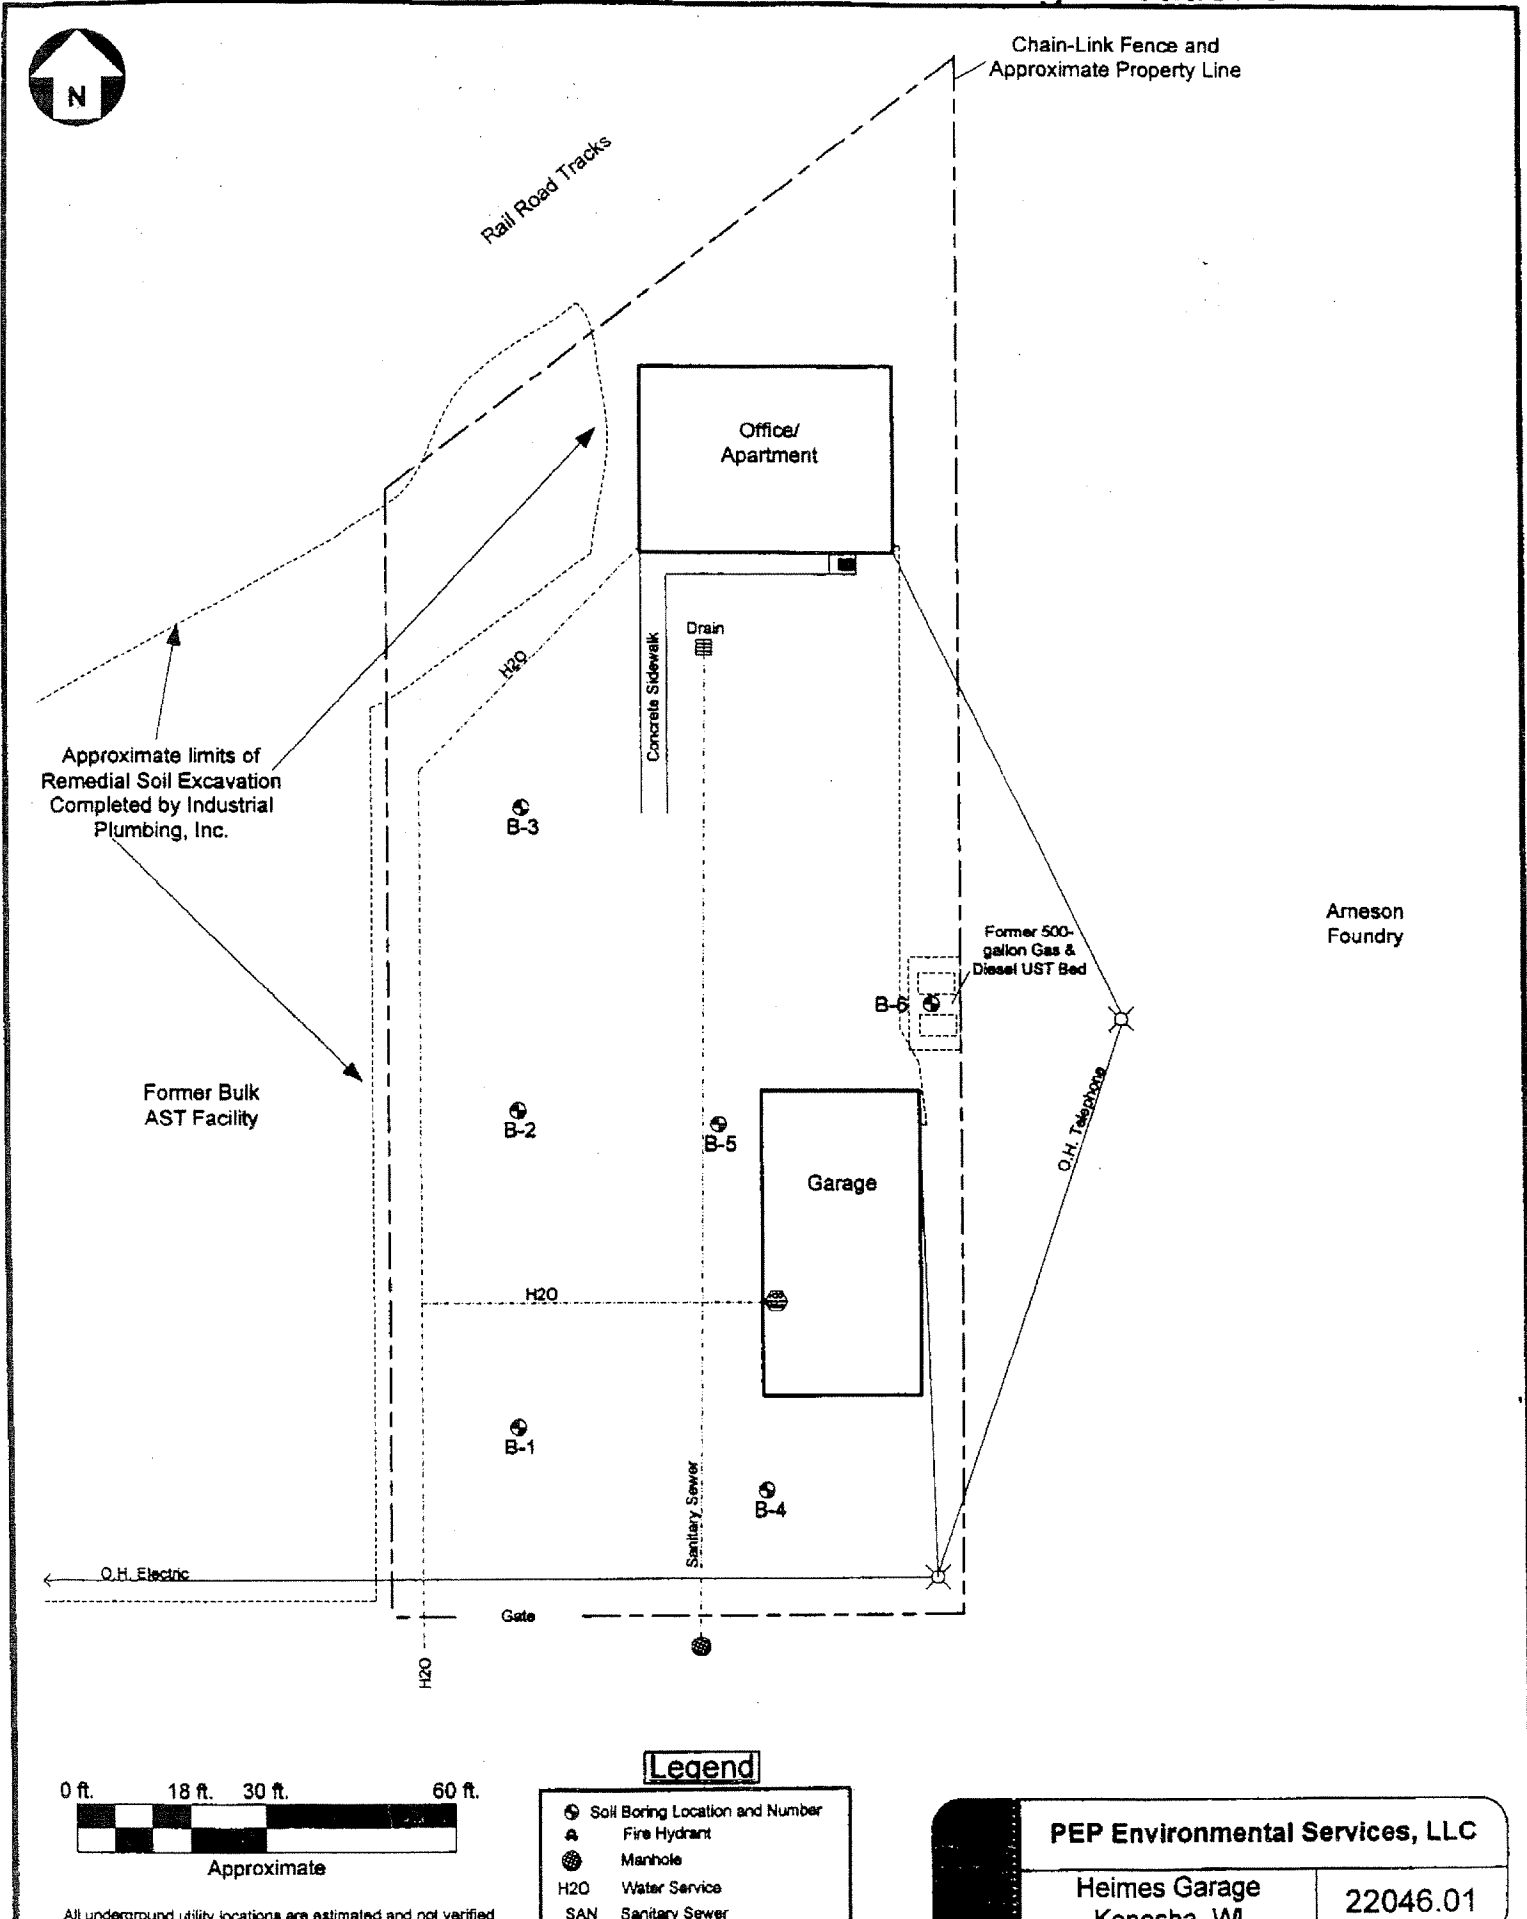 Chain-Link Fence and
Approximate Property Line
N
Rail Road Tracks
Office/
Apartment
Drain
H2O
Concrete Sidewalk
Approximate limits of
Remedial Soil Excavation
Completed by Industrial
Plumbing, Inc.
B-3
Arneson
Foundry
Former 500-
gallon Gas &
Diesel UST Bed
B-6
Former Bulk
AST Facility
B-2
B-5
O.H. Telephone
Garage
H2O
B-1
Sanitary Sewer
B-4
O.H. Electric
Gate
H2O
Legend
0 ft. 18 ft. 30 ft. 60 ft.
Approximate
Soil Boring Location and Number
Fire Hydrant
Manhole
H2O Water Service
SAN Sanitary Sewer
All underground utility locations are estimated and not verified
PEP Environmental Services, LLC
Heimes Garage
Kenosha, WI
22046.01